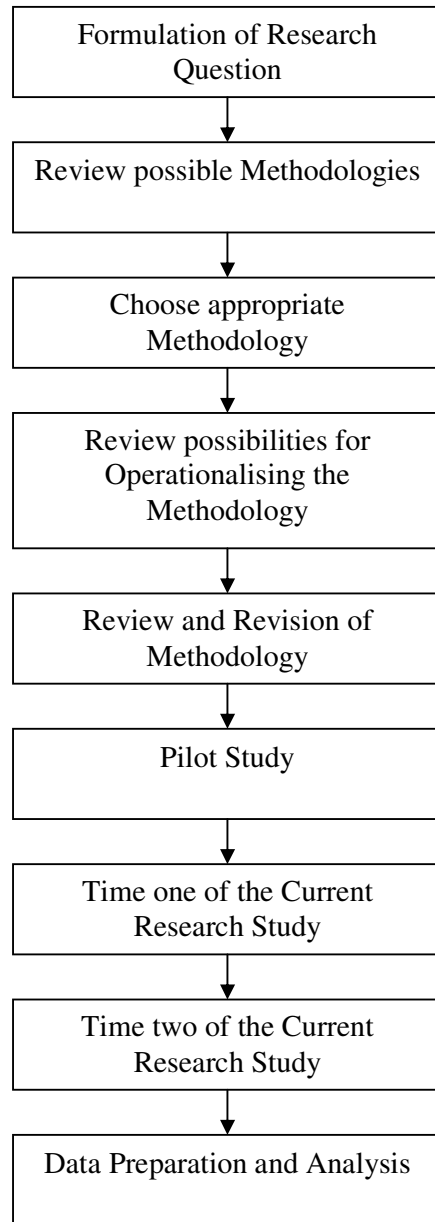 Formulation of Research
Question
Review possible Methodologies
Choose appropriate
Methodology
Review possibilities for
Operationalising the
Methodology
Review and Revision of
Methodology
Pilot Study
Time one of the Current
Research Study
Time two of the Current
Research Study
Data Preparation and Analysis